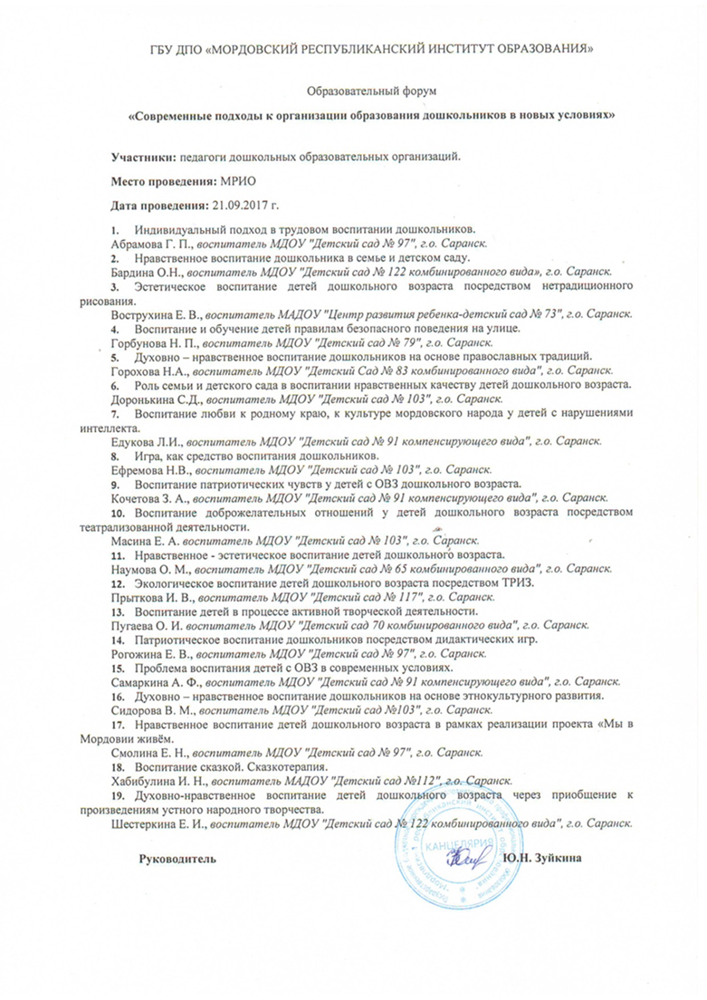 ГБУ ДПО «МОРДОВСКИЙ РЕСПУБЛИКАНСКИЙ ИНСТИТУТ ОБРАЗОВАНИЯ»
Образовательный форум
«Современные подходы к организации образования дошкольников в новых условиях»
Участники: педагоги дошкольных образовательных организаций.
Место проведения: МРИО
Дата проведения: 21.09.2017 г.
1. Индивидуальный подход в трудовом воспитании дошкольников.
Абрамова Г. П., воспитатель МДОУ "Детский сад № 97", г.о. Саранск.
2. Нравственное воспитание дошкольника в семье и детском саду.
Бардина О.Н., воспитатель МДОУ "Детский сад № 122 комбинированного вида», г.о. Саранск.
3. Эстетическое воспитание детей дошкольного возраста посредством нетрадиционного
рисования.
Вострухина Е. В., воспитатель МАДОУ "Центр развития ребенка-детский сад № 73", г.о. Саранск.
4. Воспитание и обучение детей правилам безопасного поведения на улице.
Горбунова Н. П., воспитатель МДОУ "Детский сад № 79", г.о. Саранск.
5. Духовно – нравственное воспитание дошкольников на основе православных традиций.
Горохова Н.А., воспитатель МДОУ "Детский Сад № 83 комбинированного вида", г.о. Саранск.
6. Роль семьи и детского сада в воспитании нравственных качеству детей дошкольного возраста.
Доронькина С.Д., воспитатель МДОУ "Детский сад № 103", г.о. Саранск.
7. Воспитание любви к родному краю, к культуре мордовского народа у детей с нарушениями
интеллекта.
Едукова Л.И., воспитатель МДОУ "Детский сад № 91 компенсирующего вида", г.о. Саранск.
8. Игра, как средство воспитания дошкольников.
Ефремова Н.В., воспитатель МДОУ "Детский сад № 103", г.о. Саранск.
9. Воспитание патриотических чувств у детей с ОВЗ дошкольного возраста.
Кочетова З. А., воспитатель МДОУ "Детский сад № 91 компенсирующего вида", г.о. Саранск.
10. Воспитание доброжелательных отношений у детей дошкольного возраста посредством
театрализованной деятельности.
Масина Е. А. воспитатель МДОУ "Детский сад № 103", г.о. Саранск.
11. Нравственное - эстетическое воспитание детей дошкольного возраста.
Наумова О. М., воспитатель МДОУ "Детский сад № 65 комбинированного вида", г.о. Саранск.
12. Экологическое воспитание детей дошкольного возраста посредством ТРИЗ.
Прыткова И. В., воспитатель МДОУ "Детский сад № 117", г.о. Саранск.
13. Воспитание детей в процессе активной творческой деятельности.
Пугаева О. И. воспитатель МДОУ "Детский сад 70 комбинированного вида", г.о. Саранск.
14. Патриотическое воспитание дошкольников посредством дидактических игр.
Рогожина Е. В., воспитатель МДОУ "Детский сад № 97", г.о. Саранск.
15. Проблема воспитания детей с ОВЗ в современных условиях.
Самаркина А. Ф., воспитатель МДОУ "Детский сад № 91 компенсирующего вида", г.о. Саранск.
16. Духовно – нравственное воспитание дошкольников на основе этнокультурного развития.
Сидорова В. М., воспитатель МДОУ "Детский сад №103", г.о. Саранск.
17. Нравственное воспитание детей дошкольного возраста в рамках реализации проекта «Мы в
Мордовии живём.
Смолина Е. Н., воспитатель МДОУ "Детский сад № 97", г.о. Саранск.
18. Воспитание сказкой. Сказкотерапия.
Хабибулина И. Н., воспитатель МАДОУ "Детский сад №112", г.о. Саранск.
19. Духовно-нравственное воспитание детей дошкольного возраста через приобщение к
произведениям устного народного творчества.
Шестеркина Е. И., воспитатель МДОУ "Детский сад № 122 комбинированного вида", г.о. Саранск.
КАНЦЕЛЯРИЯ
Руководитель Ю.Н. Зуйкина